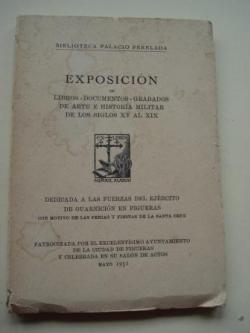 BIBLIOTECA PALACIO PERELADA
EXPOSICIÓN
DE
LIBROS - DOCUMENTOS - GRABADOS
DE ARTE E HISTORIA MILITAR
DE LOS SIGLOS XV AL XIX
DEDICADA A LAS FUERZAS DEL EJÉRCITO
DE GUARNICIÓN EN FIGUERAS
CON MOTIVO DE LAS FERIAS Y FIESTAS DE LA SANTA CRUZ
PATROCINADA POR EL EXCELENTÍSIMO AYUNTAMIENTO
DE LA CIUDAD DE FIGUERAS
Y CELEBRADA EN SU SALÓN DE ACTOS
MAYO 1952